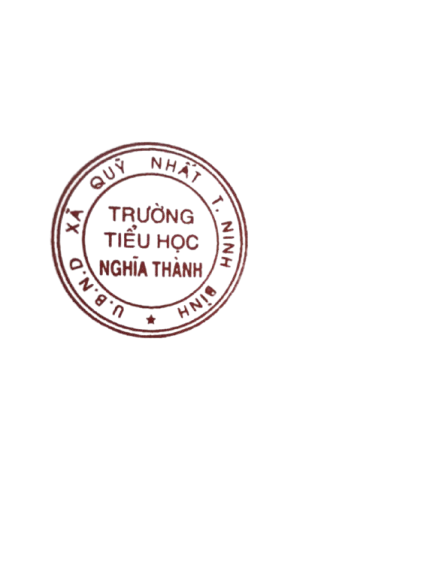 U.B.N.D XÃ QUỸ NHẤT T. NINH BÌNH
TRƯỜNG
TIỂU HỌC
NGHĨA THÀNH